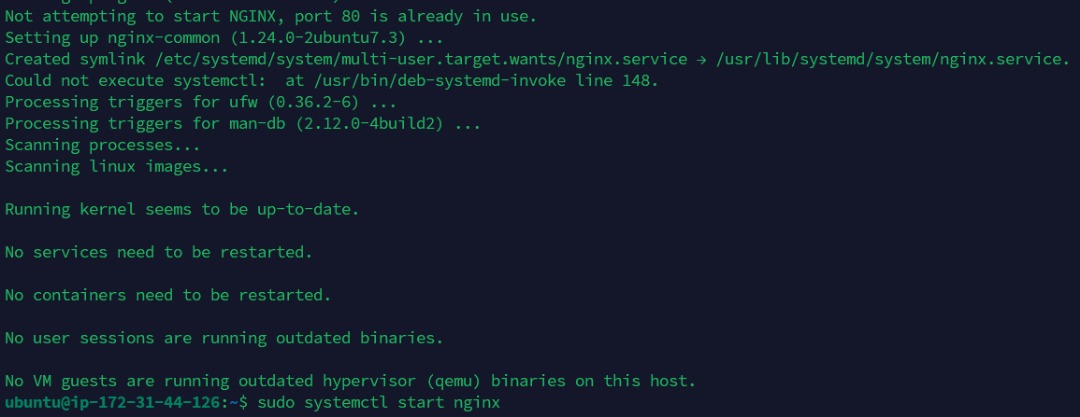 Not attempting to start NGINX, port 80 is already in use.
Setting up nginx-common (1.24.0-2ubuntu7.3) ...
Created symlink /etc/systemd/system/multi-user.target.wants/nginx.service → /usr/lib/systemd/system/nginx.service.
Could not execute systemctl:  at /usr/bin/deb-systemd-invoke line 148.
Processing triggers for ufw (0.36.2-6) ...
Processing triggers for man-db (2.12.0-4build2) ...
Scanning processes...
Scanning linux images...
Running kernel seems to be up-to-date.
No services need to be restarted.
No containers need to be restarted.
No user sessions are running outdated binaries.
No VM guests are running outdated hypervisor (qemu) binaries on this host.
ubuntu@ip-172-31-44-126:~$ sudo systemctl start nginx